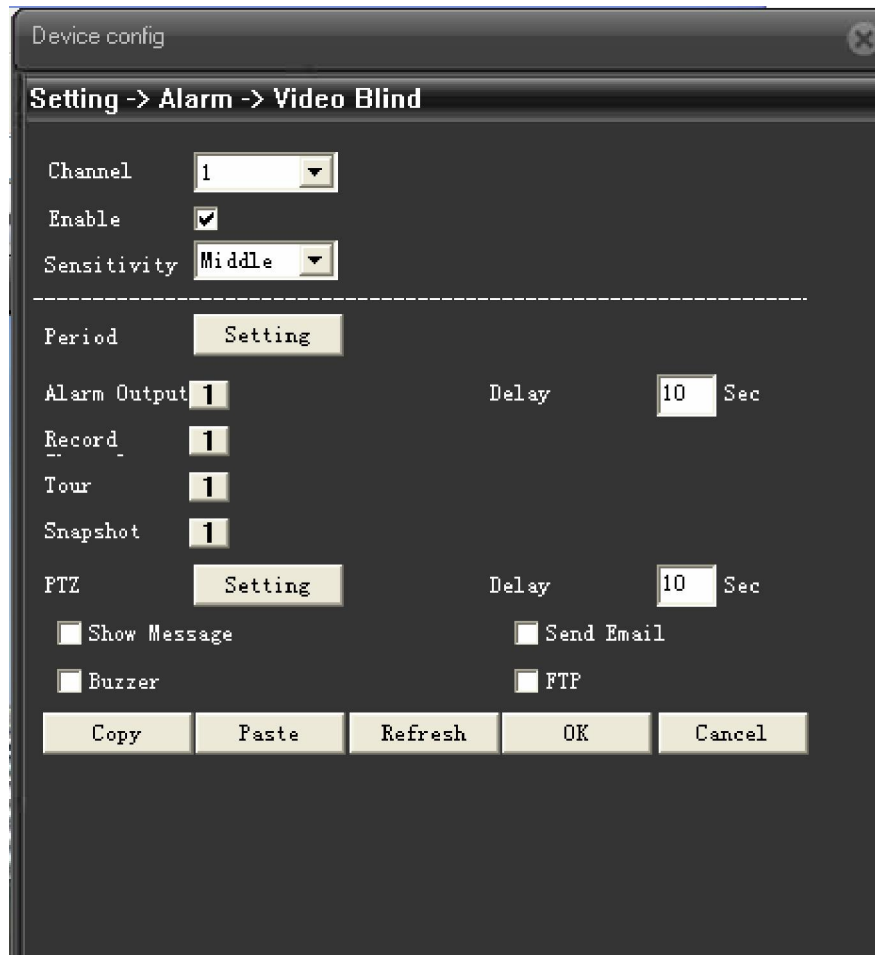 Device config
Setting -> Alarm -> Video Blind
Channel 1
Enable
Sensitivity Middle
Period Setting
Alarm Output 1 Delay 10 Sec
Record 1
Tour 1
Snapshot 1
PTZ Setting Delay 10 Sec
Show Message Send Email
Buzzer FTP
Copy Paste Refresh OK Cancel